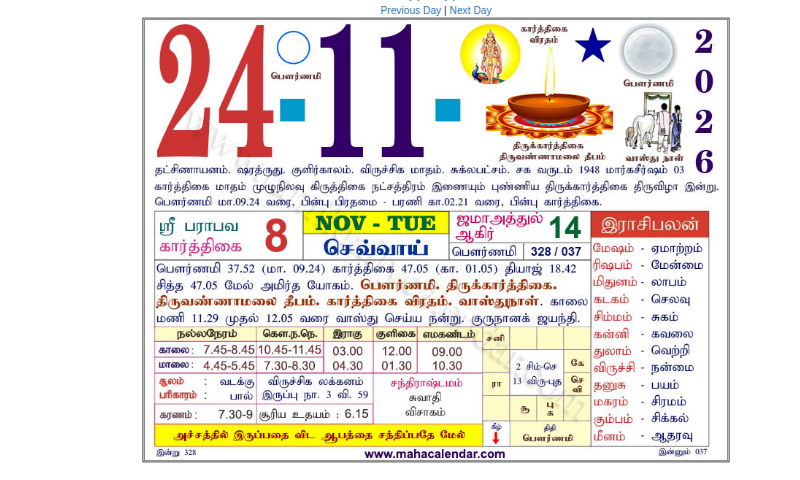 Previous Day | Next Day
24 11
2026
பௌர்ணமி
கார்த்திகை
விரதம்
பௌர்ணமி
திருக்கார்த்திகை
திருவண்ணாமலை தீபம்
வாஸ்து நாள்
தட்சிணாயனம். ஷரத்ருது. குளிர்காலம். விருச்சிக மாதம். சுக்லபட்சம். சக வருடம் 1948 மார்கசீர்ஷம் 03
கார்த்திகை மாதம் முழுநிலவு கிருத்திகை நட்சத்திரம் இணையும் புண்ணிய திருக்கார்த்திகை திருவிழா இன்று.
பௌர்ணமி மா.09.24 வரை, பின்பு பிரதமை - பரணி கா.02.21 வரை, பின்பு கார்த்திகை.
ஸ்ரீ பராபவ
கார்த்திகை
8
NOV - TUE
செவ்வாய்
ஜமாஅத்துல்
ஆகிர்
14
பௌர்ணமி 328 / 037
பௌர்ணமி 37.52 (மா. 09.24) கார்த்திகை 47.05 (கா. 01.05) தியாஜ் 18.42
சித்த 47.05 மேல் அமிர்த யோகம். பௌர்ணமி. திருக்கார்த்திகை.
திருவண்ணாமலை தீபம். கார்த்திகை விரதம். வாஸ்துநாள். காலை
மணி 11.29 முதல் 12.05 வரை வாஸ்து செய்ய நன்று. குருநானக் ஜயந்தி.
நல்லநேரம் கௌ.ந.நே. இராகு குளிகை எமகண்டம்
காலை : 7.45-8.45 10.45-11.45 03.00 12.00 09.00
மாலை : 4.45-5.45 7.30-8.30 04.30 01.30 10.30
சூலம் : வடக்கு
பரிகாரம் : பால்
விருச்சிக லக்கனம்
இருப்பு நா. 3 வி. 59
கரணம் : 7.30-9 சூரிய உதயம் : 6.15
சந்திராஷ்டமம்
சுவாதி
விசாகம்
அச்சத்தில் இருப்பதை விட ஆபத்தை சந்திப்பதே மேல்
சனி
2 சிம்-செ
13 விரு-புத
கே
ரா
செ
வி
சூ
பு
சு
கீழ்
திதி
பௌர்ணமி
இராசிபலன்
மேஷம் - ஏமாற்றம்
ரிஷபம் - மேன்மை
மிதுனம் - லாபம்
கடகம் - செலவு
சிம்மம் - சுகம்
கன்னி - கவலை
துலாம் - வெற்றி
விருச்சி - நன்மை
தனுசு - பயம்
மகரம் - சிரமம்
கும்பம் - சிக்கல்
மீனம் - ஆதரவு
இன்று 328
www.mahacalendar.com
இன்னும் 037